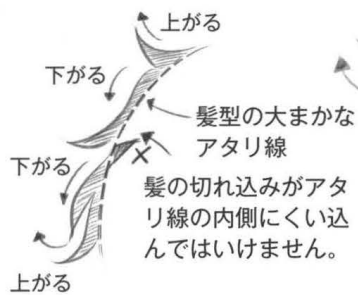 上がる
下がる
髪型の大まかな
アタリ線
下がる
髪の切れ込みがアタ
リ線の内側にくい込
んではいけません。
上がる